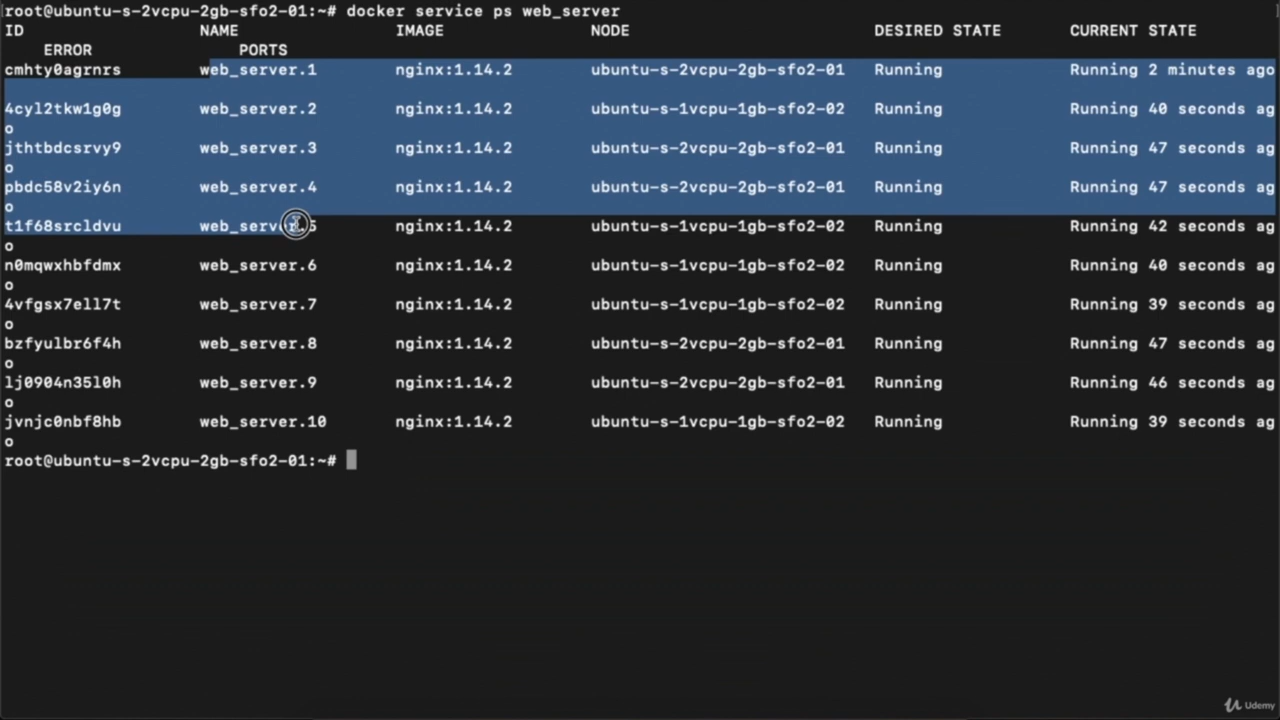 root@ubuntu-s-2vcpu-2gb-sfo2-01:~# docker service ps web_server
ID NAME IMAGE NODE DESIRED STATE CURRENT STATE
ERROR PORTS
cmhty0agrnrs web_server.1 nginx:1.14.2 ubuntu-s-2vcpu-2gb-sfo2-01 Running Running 2 minutes ago
4cyl2tkw1g0g web_server.2 nginx:1.14.2 ubuntu-s-1vcpu-1gb-sfo2-02 Running Running 40 seconds ag
o
jthtbdcsrvy9 web_server.3 nginx:1.14.2 ubuntu-s-2vcpu-2gb-sfo2-01 Running Running 47 seconds ag
o
pbdc58v2iy6n web_server.4 nginx:1.14.2 ubuntu-s-2vcpu-2gb-sfo2-01 Running Running 47 seconds ag
o
t1f68srcldvu web_server.5 nginx:1.14.2 ubuntu-s-1vcpu-1gb-sfo2-02 Running Running 42 seconds ag
o
n0mqwxhbfdmx web_server.6 nginx:1.14.2 ubuntu-s-1vcpu-1gb-sfo2-02 Running Running 40 seconds ag
o
4vfgsx7ell7t web_server.7 nginx:1.14.2 ubuntu-s-1vcpu-1gb-sfo2-02 Running Running 39 seconds ag
o
bzfyulbr6f4h web_server.8 nginx:1.14.2 ubuntu-s-2vcpu-2gb-sfo2-01 Running Running 47 seconds ag
o
lj0904n35l0h web_server.9 nginx:1.14.2 ubuntu-s-2vcpu-2gb-sfo2-01 Running Running 46 seconds ag
o
jvnjc0nbf8hb web_server.10 nginx:1.14.2 ubuntu-s-1vcpu-1gb-sfo2-02 Running Running 39 seconds ag
o
root@ubuntu-s-2vcpu-2gb-sfo2-01:~#
Udemy